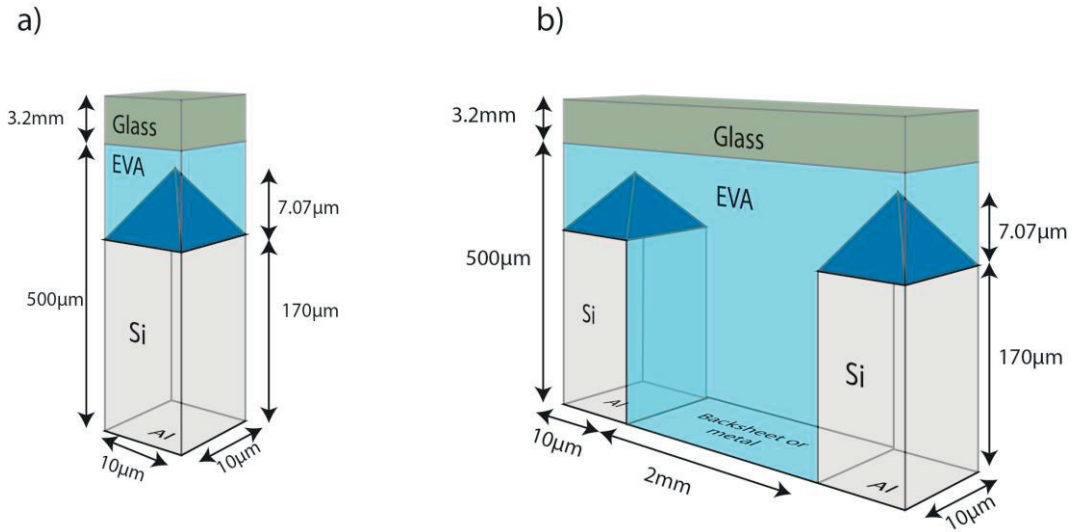 a)
3.2mm
Glass
EVA
7.07µm
500µm
170µm
Si
Al
10µm
10µm
b)
3.2mm
Glass
EVA
7.07µm
500µm
Si
Si
170µm
Al
Backsheet or
metal
10µm
2mm
Al
10µm